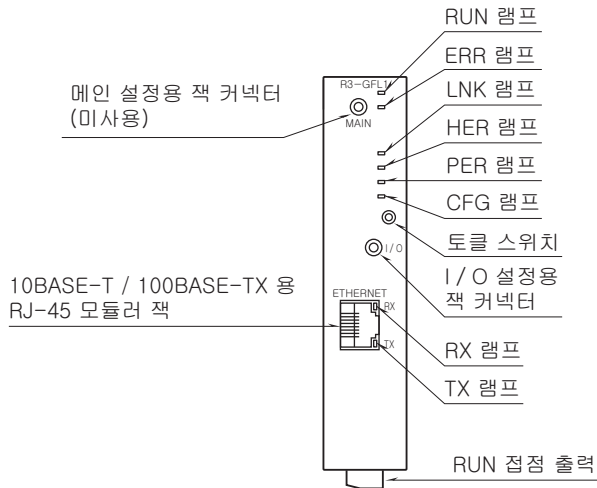 RUN 램프
ERR 램프
LNK 램프
HER 램프
PER 램프
CFG 램프
토클 스위치
I / O 설정용
잭 커넥터
RX 램프
TX 램프
RUN 접점 출력
메인 설정용 잭 커넥터
(미사용)
10BASE-T / 100BASE-TX 용
RJ-45 모듈러 잭
R3-GFL1
MAIN
I / O
ETHERNET
RX
TX